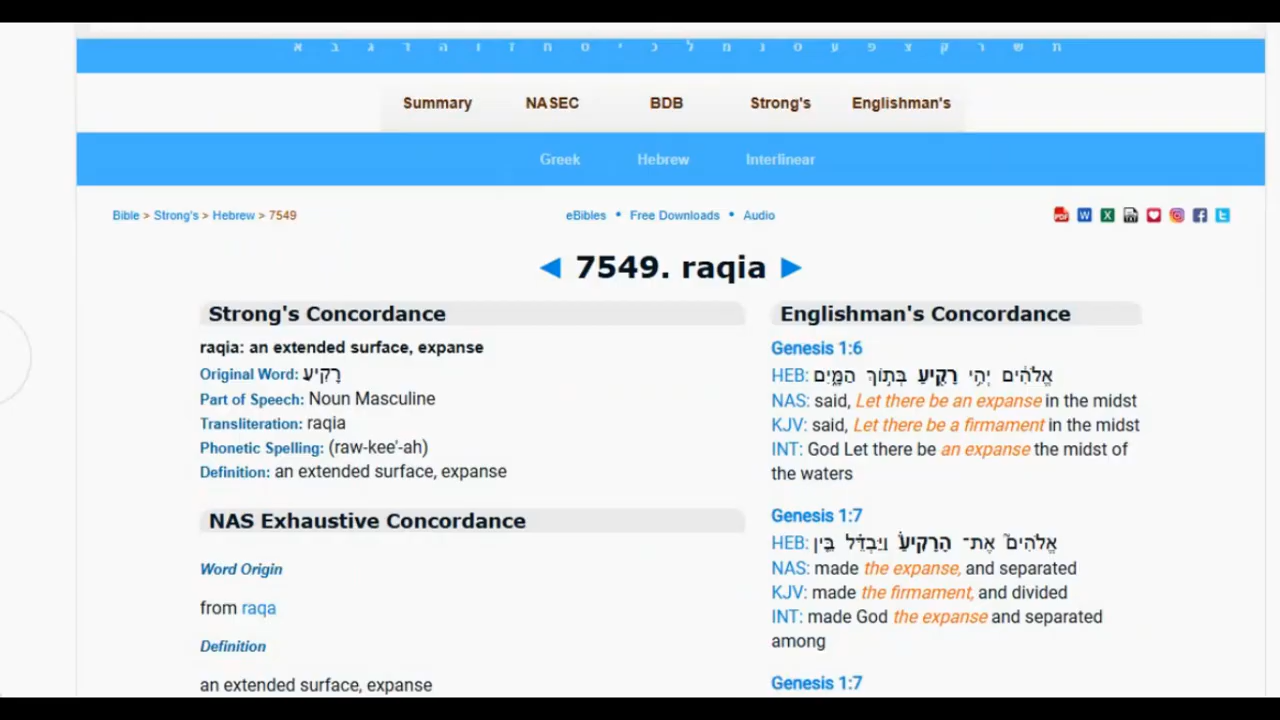 א ב ג ד ה ו ז ח ט י כ ל מ נ ס ע פ צ ק ר ש ת
Summary NASEC BDB Strong's Englishman's
Greek Hebrew Interlinear
Bible > Strong's > Hebrew > 7549
eBibles • Free Downloads • Audio
◀ 7549. raqia ▶
Strong's Concordance
raqia: an extended surface, expanse
Original Word: רָקִיעַ
Part of Speech: Noun Masculine
Transliteration: raqia
Phonetic Spelling: (raw-kee'-ah)
Definition: an extended surface, expanse
NAS Exhaustive Concordance
Word Origin
from raqa
Definition
an extended surface, expanse
Englishman's Concordance
Genesis 1:6
HEB: אֱלֹהִ֔ים יְהִ֥י רָקִ֖יעַ בְּת֣וֹךְ הַמָּ֑יִם
NAS: said, Let there be an expanse in the midst
KJV: said, Let there be a firmament in the midst
INT: God Let there be an expanse the midst of
the waters
Genesis 1:7
HEB: אֱלֹהִים֮ אֶת־ הָרָקִיעַ֒ וַיַּבְדֵּ֗ל בֵּ֤ין
NAS: made the expanse, and separated
KJV: made the firmament, and divided
INT: made God the expanse and separated
among
Genesis 1:7